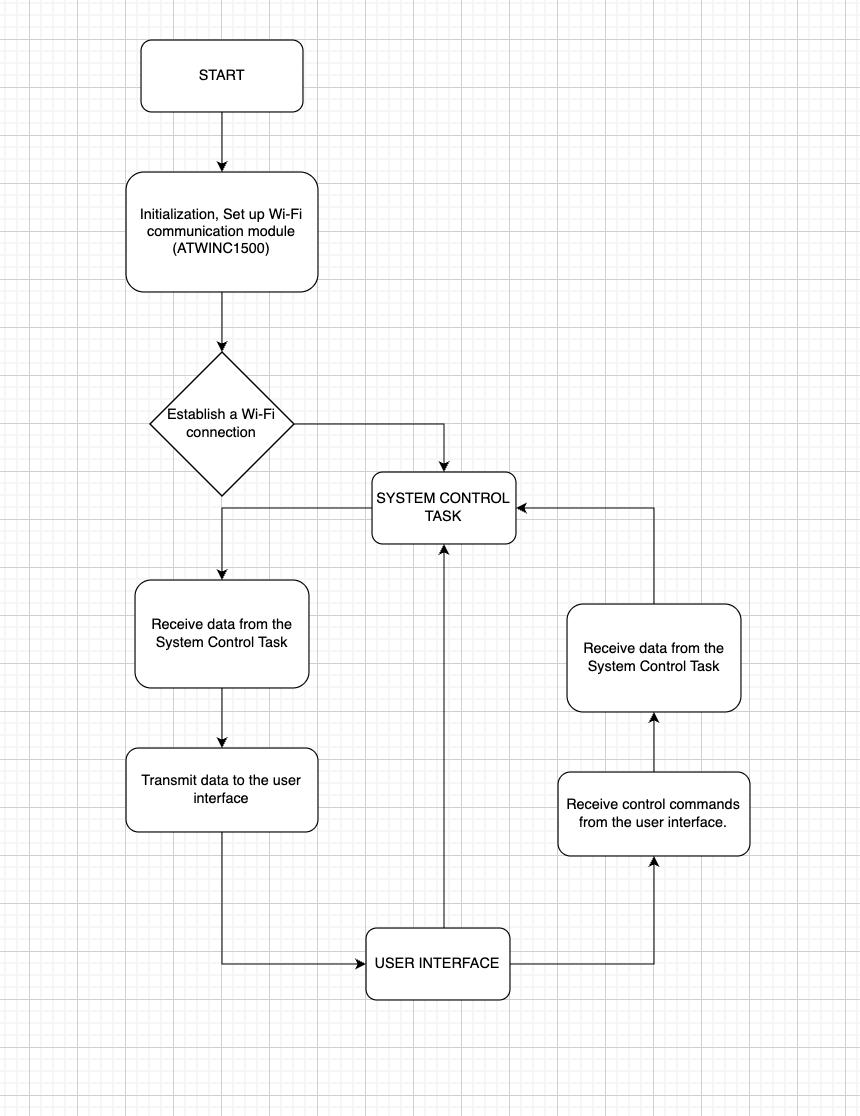 START
Initialization, Set up Wi-Fi
communication module
(ATWINC1500)
Establish a Wi-Fi
connection
SYSTEM CONTROL
TASK
Receive data from the
System Control Task
Transmit data to the user
interface
Receive data from the
System Control Task
Receive control commands
from the user interface.
USER INTERFACE